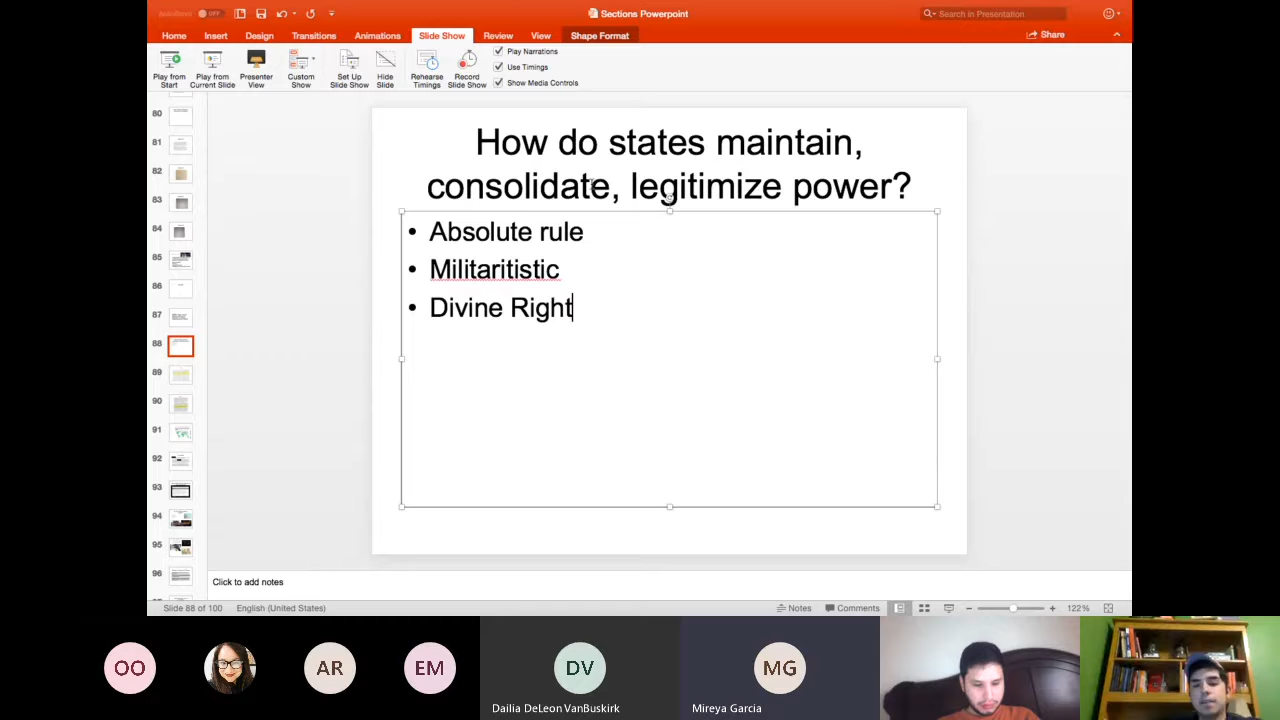 AutoSave OFF
Sections Powerpoint
Search in Presentation
Home Insert Design Transitions Animations Slide Show Review View Shape Format
Share
Play from Start
Play from Current Slide
Presenter View
Custom Show
Set Up Slide Show
Hide Slide
Rehearse Timings
Record Slide Show
Play Narrations
Use Timings
Show Media Controls
80
81
82
83
84
85
86
87
88
89
90
91
92
93
94
95
96
How do states maintain,
consolidate, legitimize power?
• Absolute rule
• Militaritistic
• Divine Right
Click to add notes
Slide 88 of 100 English (United States) Notes Comments 122%
OO AR EM DV MG
Dailia DeLeon VanBuskirk Mireya Garcia